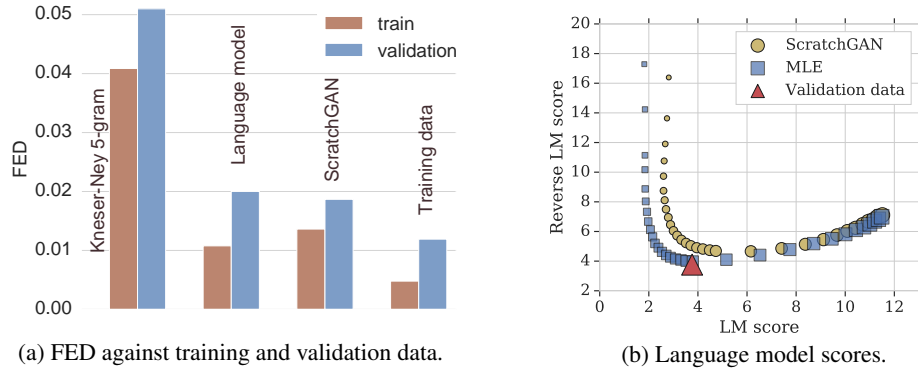 0.05
0.04
0.03
0.02
0.01
0.00
FED
Kneser-Ney 5-gram
Language model
ScratchGAN
Training data
train
validation
(a) FED against training and validation data.
20
18
16
14
12
10
8
6
4
2
0
Reverse LM score
0 2 4 6 8 10 12
LM score
ScratchGAN
MLE
Validation data
(b) Language model scores.